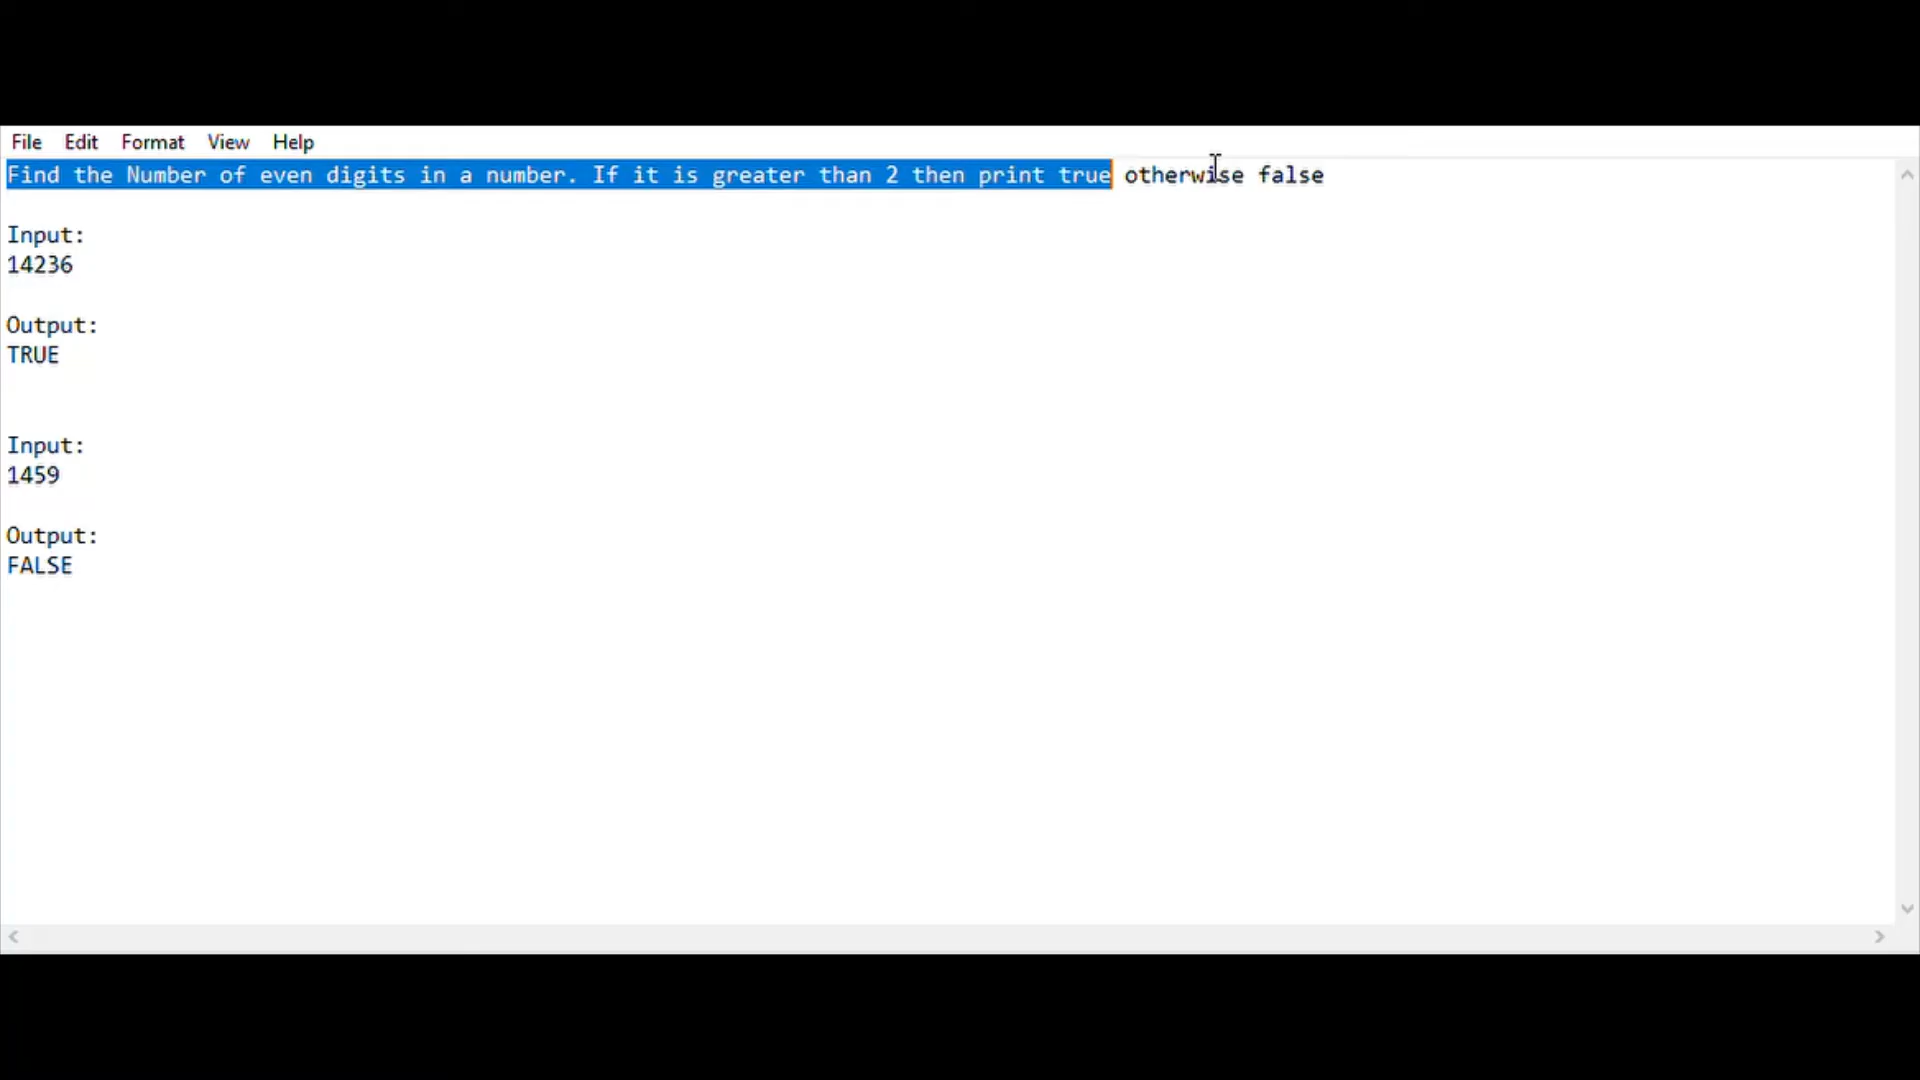 File Edit Format View Help
Find the Number of even digits in a number. If it is greater than 2 then print true otherwise false
Input:
14236
Output:
TRUE
Input:
1459
Output:
FALSE